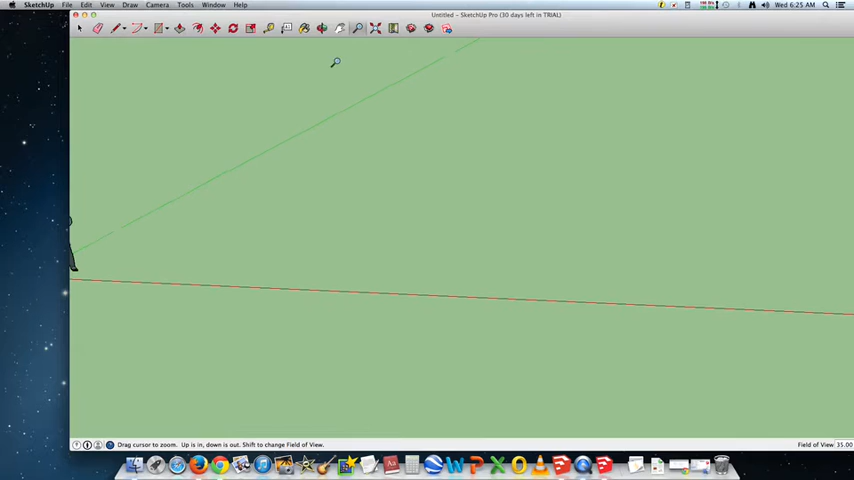 SketchUp File Edit View Draw Camera Tools Window Help
Wed 6:25 AM
Untitled - SketchUp Pro (30 days left in TRIAL)
Drag cursor to zoom. Up is in, down is out. Shift to change Field of View.
Field of View 35.00